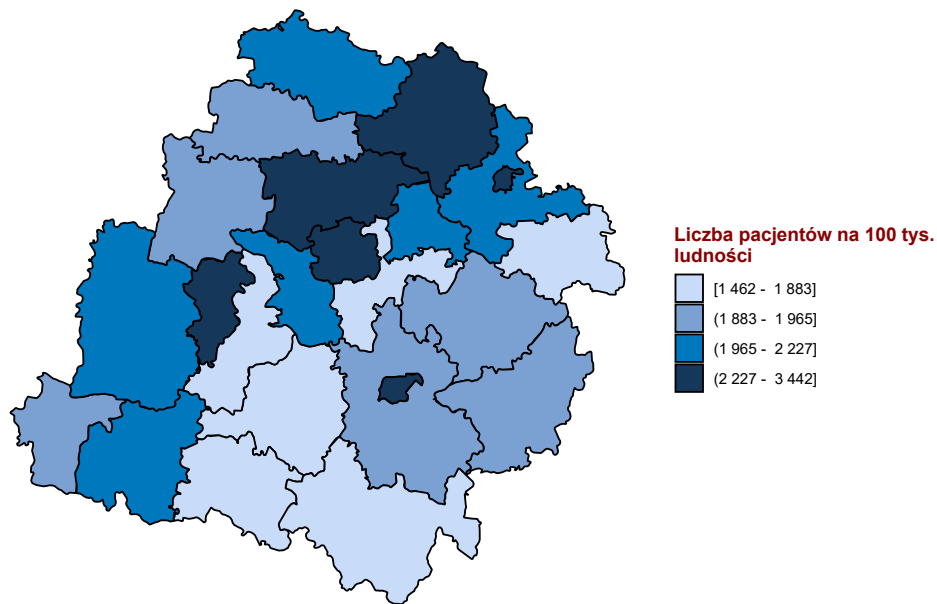 Liczba pacjentów na 100 tys.
ludności
[1 462 - 1 883]
(1 883 - 1 965]
(1 965 - 2 227]
(2 227 - 3 442]